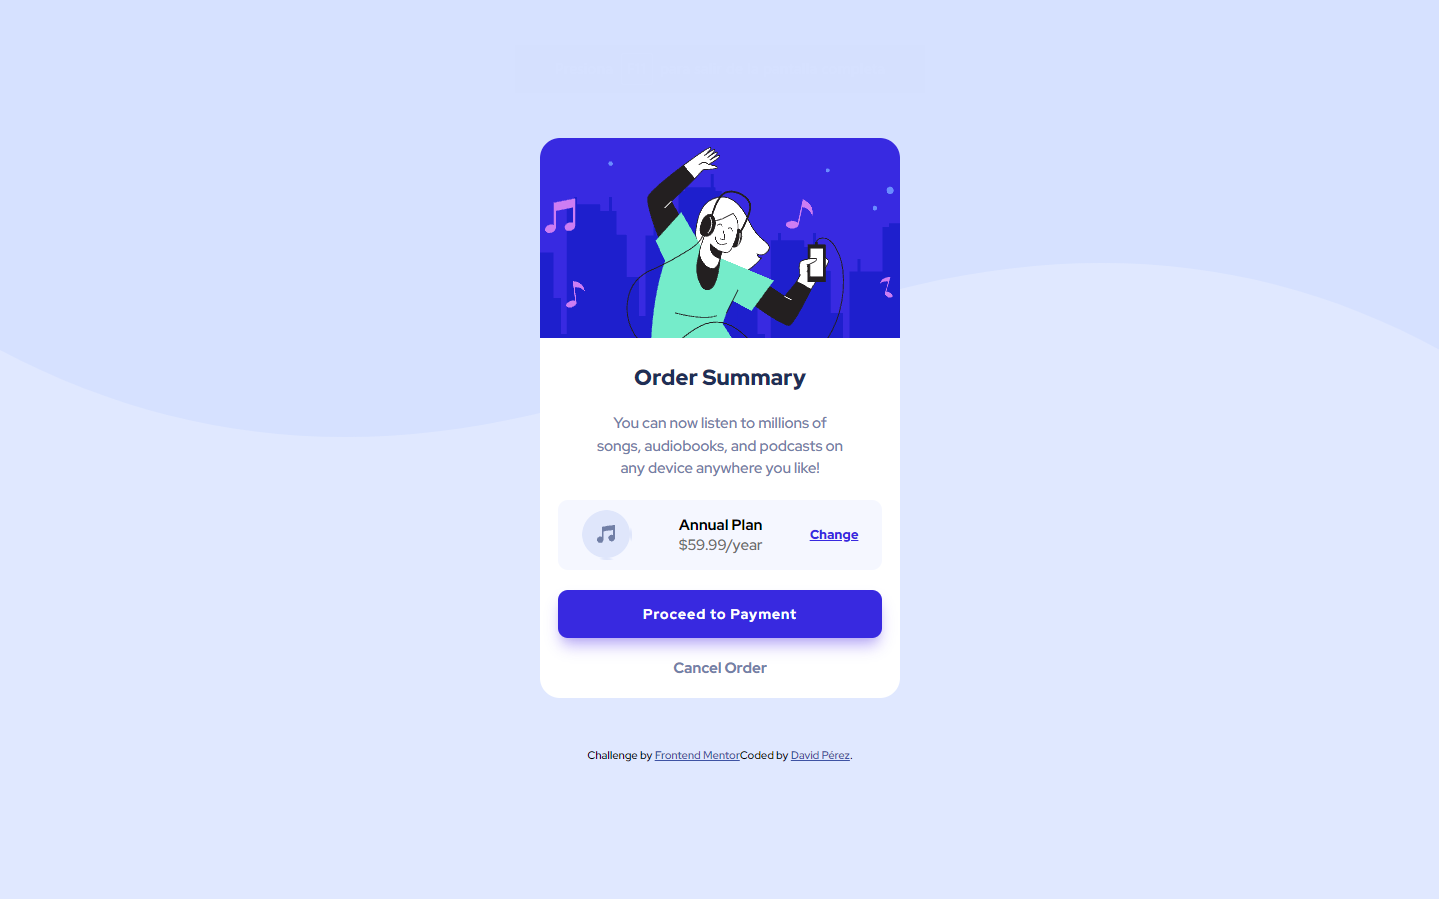 Order Summary
You can now listen to millions of
songs, audiobooks, and podcasts on
any device anywhere you like!
Annual Plan
$59.99/year
Change
Proceed to Payment
Cancel Order
Challenge by Frontend MentorCoded by David Pérez.